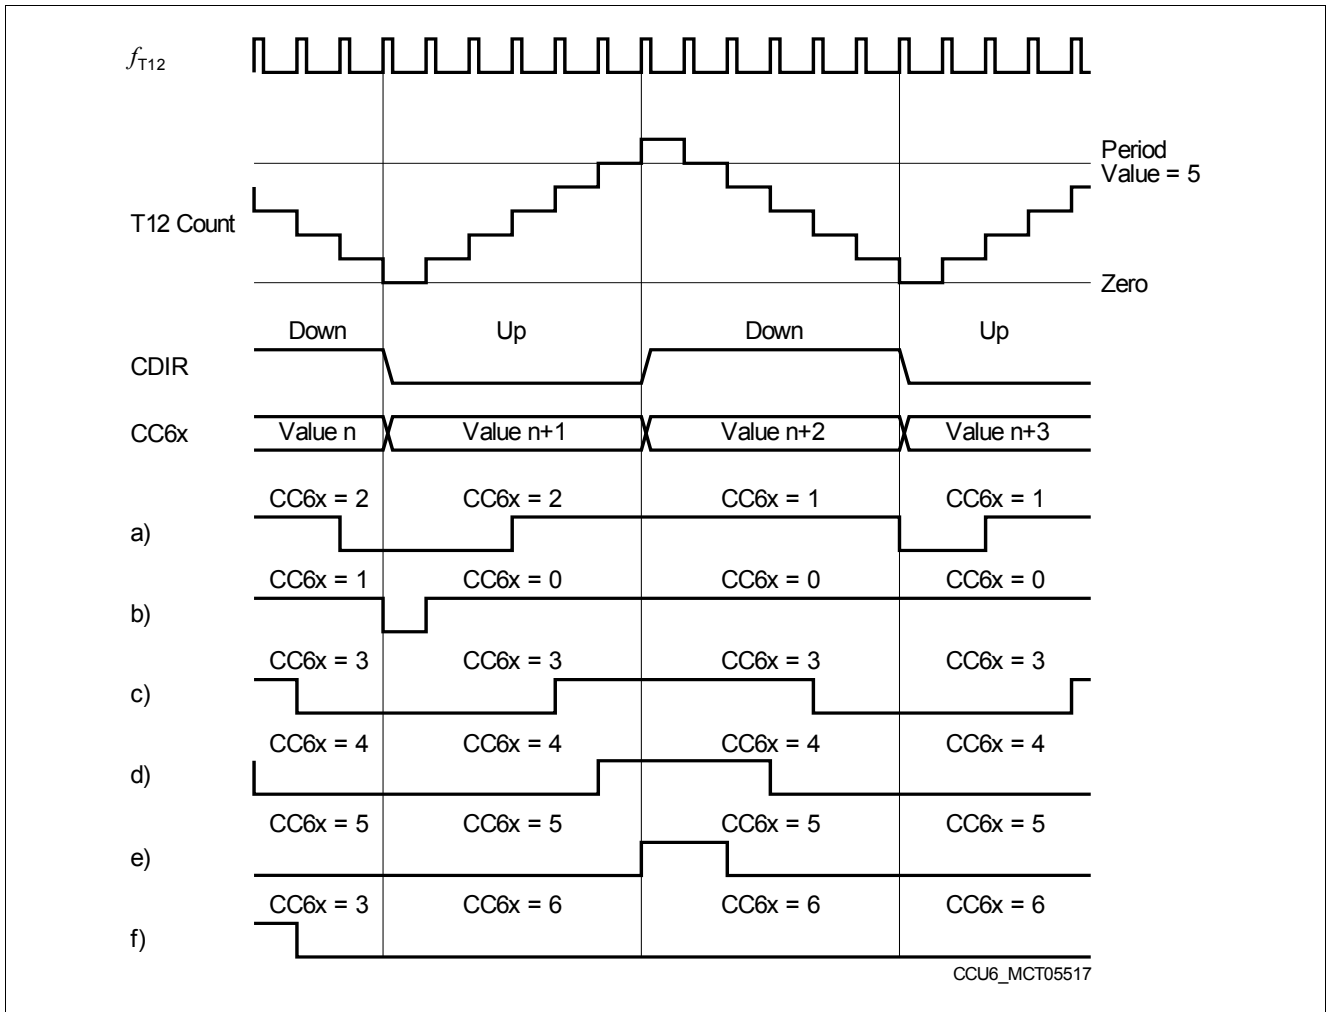 fT12
Period
Value = 5
T12 Count
Zero
Down Up Down Up
CDIR
CC6x Value n Value n+1 Value n+2 Value n+3
CC6x = 2 CC6x = 2 CC6x = 1 CC6x = 1
a)
CC6x = 1 CC6x = 0 CC6x = 0 CC6x = 0
b)
CC6x = 3 CC6x = 3 CC6x = 3 CC6x = 3
c)
CC6x = 4 CC6x = 4 CC6x = 4 CC6x = 4
d)
CC6x = 5 CC6x = 5 CC6x = 5 CC6x = 5
e)
CC6x = 3 CC6x = 6 CC6x = 6 CC6x = 6
f)
CCU6_MCT05517